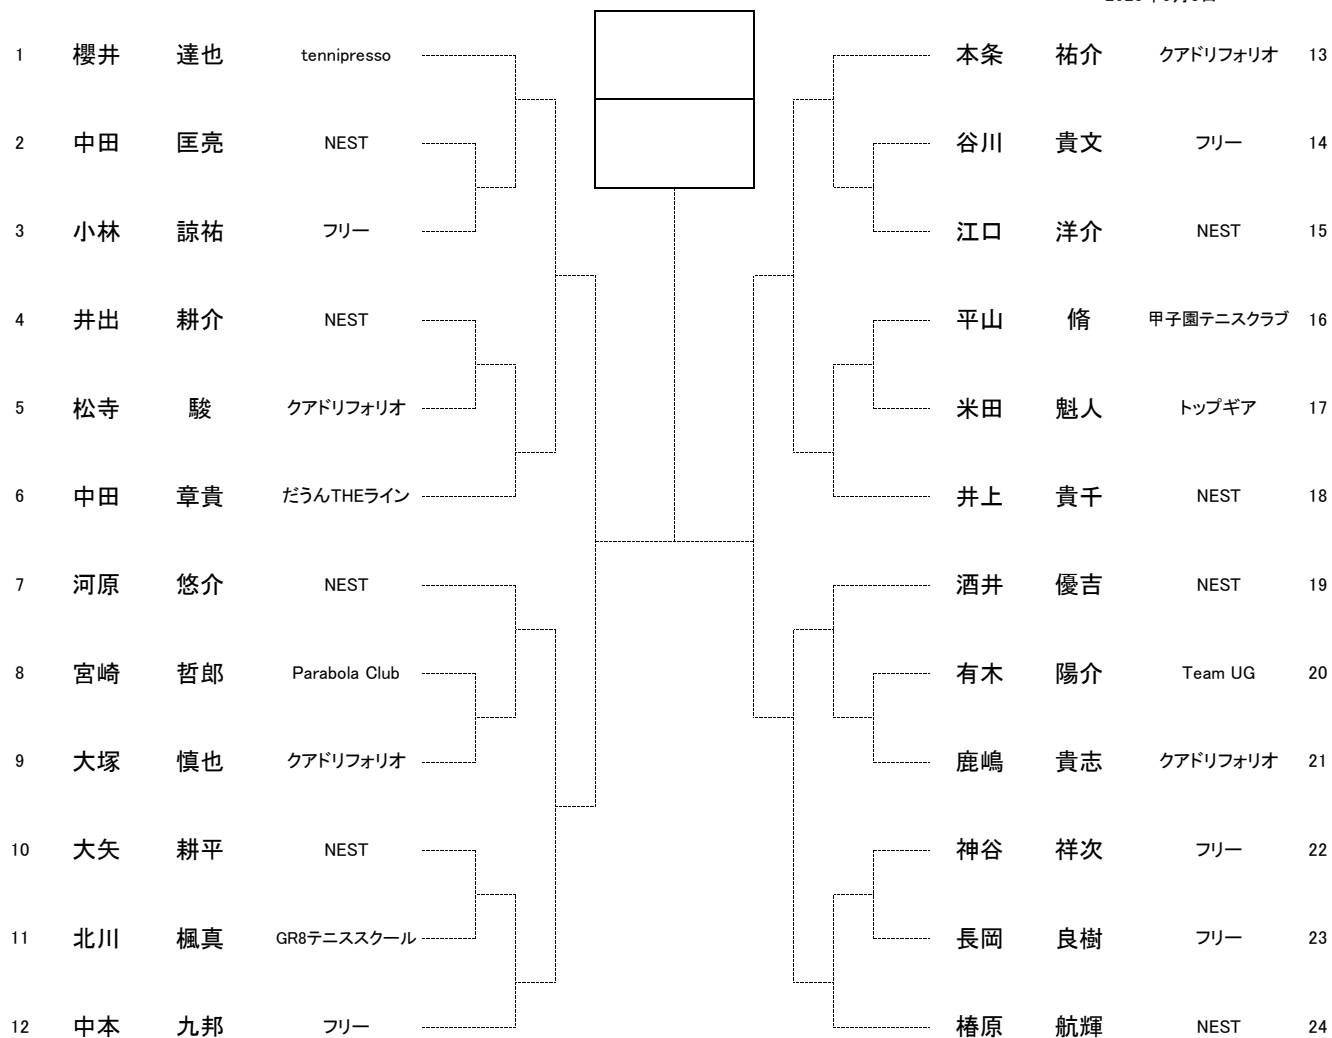 1 櫻井 達也 tennipresso 本条 祐介 クアドリフォリオ 13
2 中田 匡亮 NEST 谷川 貴文 フリー 14
3 小林 諒祐 フリー 江口 洋介 NEST 15
4 井出 耕介 NEST 平山 脩 甲子園テニスクラブ 16
5 松寺 駿 クアドリフォリオ 米田 魁人 トップギア 17
6 中田 章貴 だうんTHEライン 井上 貴千 NEST 18
7 河原 悠介 NEST 酒井 優吉 NEST 19
8 宮崎 哲郎 Parabola Club 有木 陽介 Team UG 20
9 大塚 慎也 クアドリフォリオ 鹿嶋 貴志 クアドリフォリオ 21
10 大矢 耕平 NEST 神谷 祥次 フリー 22
11 北川 楓真 GR8テニススクール 長岡 良樹 フリー 23
12 中本 九邦 フリー 椿原 航輝 NEST 24